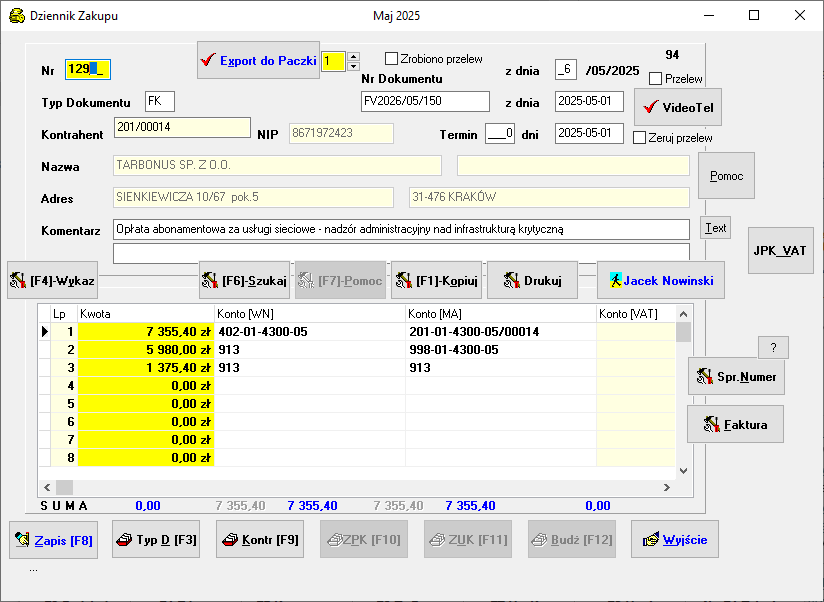 Dziennik Zakupu Maj 2025
Nr 129_ Export do Paczki 1 Zrobiono przelew z dnia _6 /05/2025 94
Nr Dokumentu Przelew
Typ Dokumentu FK FV2026/05/150 z dnia 2025-05-01 VideoTel
Kontrahent 201/00014 NIP 8671972423 Termin ___0 dni 2025-05-01 Zeruj przelew
Nazwa TARBONUS SP. Z O.O.
Pomoc
Adres SIENKIEWICZA 10/67 pok.5 31-476 KRAKÓW
Komentarz Opłata abonamentowa za usługi sieciowe - nadzór administracyjny nad infrastrukturą krytyczną Text
JPK_VAT
[F4]-Wykaz [F6]-Szukaj [F7]-Pomoc [F1]-Kopiuj Drukuj Jacek Nowinski
Lp Kwota Konto [WN] Konto [MA] Konto [VAT]
1 7 355,40 zł 402-01-4300-05 201-01-4300-05/00014
2 5 980,00 zł 913 998-01-4300-05
3 1 375,40 zł 913 913
4 0,00 zł
5 0,00 zł
6 0,00 zł
7 0,00 zł
8 0,00 zł
?
Spr.Numer
Faktura
S U M A 0,00 7 355,40 7 355,40 7 355,40 7 355,40 0,00
Zapis [F8] Typ D [F3] Kontr [F9] ZPK [F10] ZUK [F11] Budż [F12] Wyjście
...